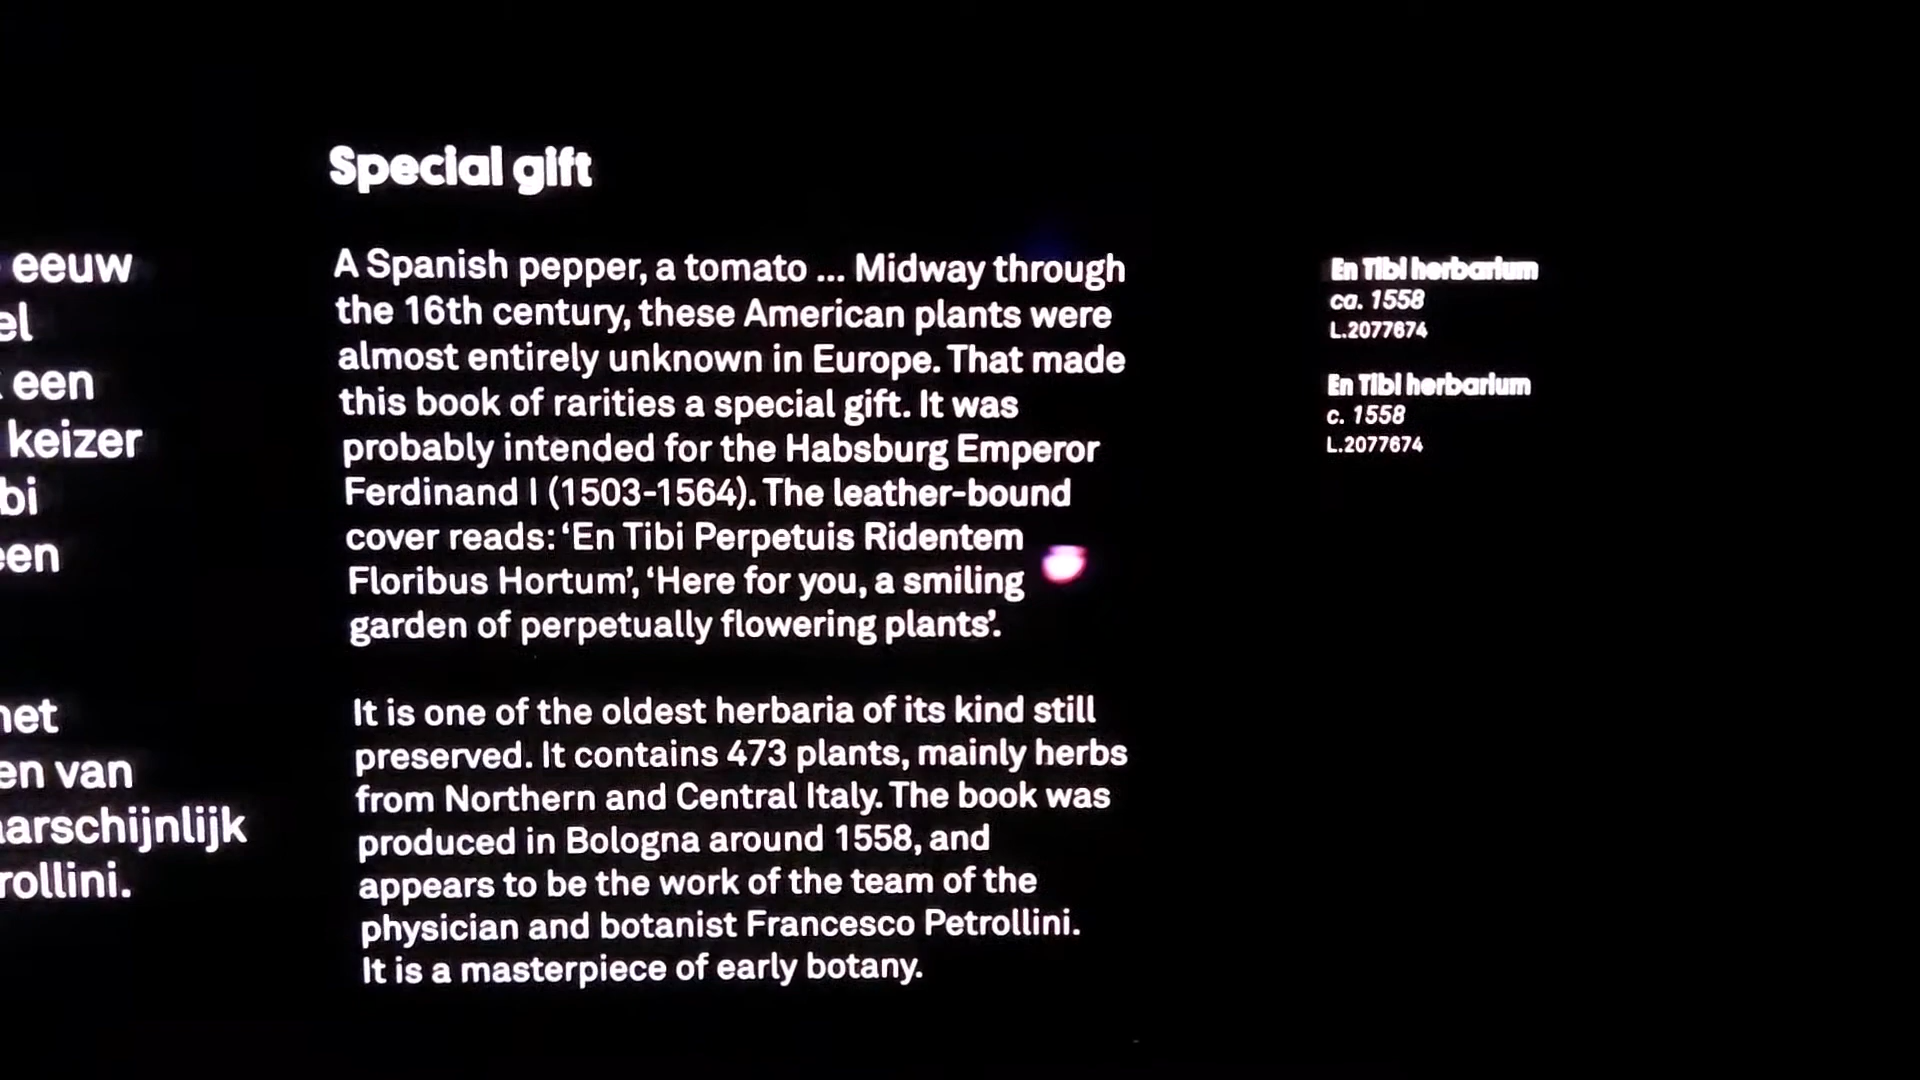 eeuw
el
een
keizer
bi
een
het
en van
aarschijnlijk
rollini.
Special gift
A Spanish pepper, a tomato ... Midway through
the 16th century, these American plants were
almost entirely unknown in Europe. That made
this book of rarities a special gift. It was
probably intended for the Habsburg Emperor
Ferdinand I (1503-1564). The leather-bound
cover reads: ‘En Tibi Perpetuis Ridentem
Floribus Hortum’, ‘Here for you, a smiling
garden of perpetually flowering plants’.
It is one of the oldest herbaria of its kind still
preserved. It contains 473 plants, mainly herbs
from Northern and Central Italy. The book was
produced in Bologna around 1558, and
appears to be the work of the team of the
physician and botanist Francesco Petrollini.
It is a masterpiece of early botany.
En Tibi herbarium
ca. 1558
L.2077674
En Tibi herbarium
c. 1558
L.2077674